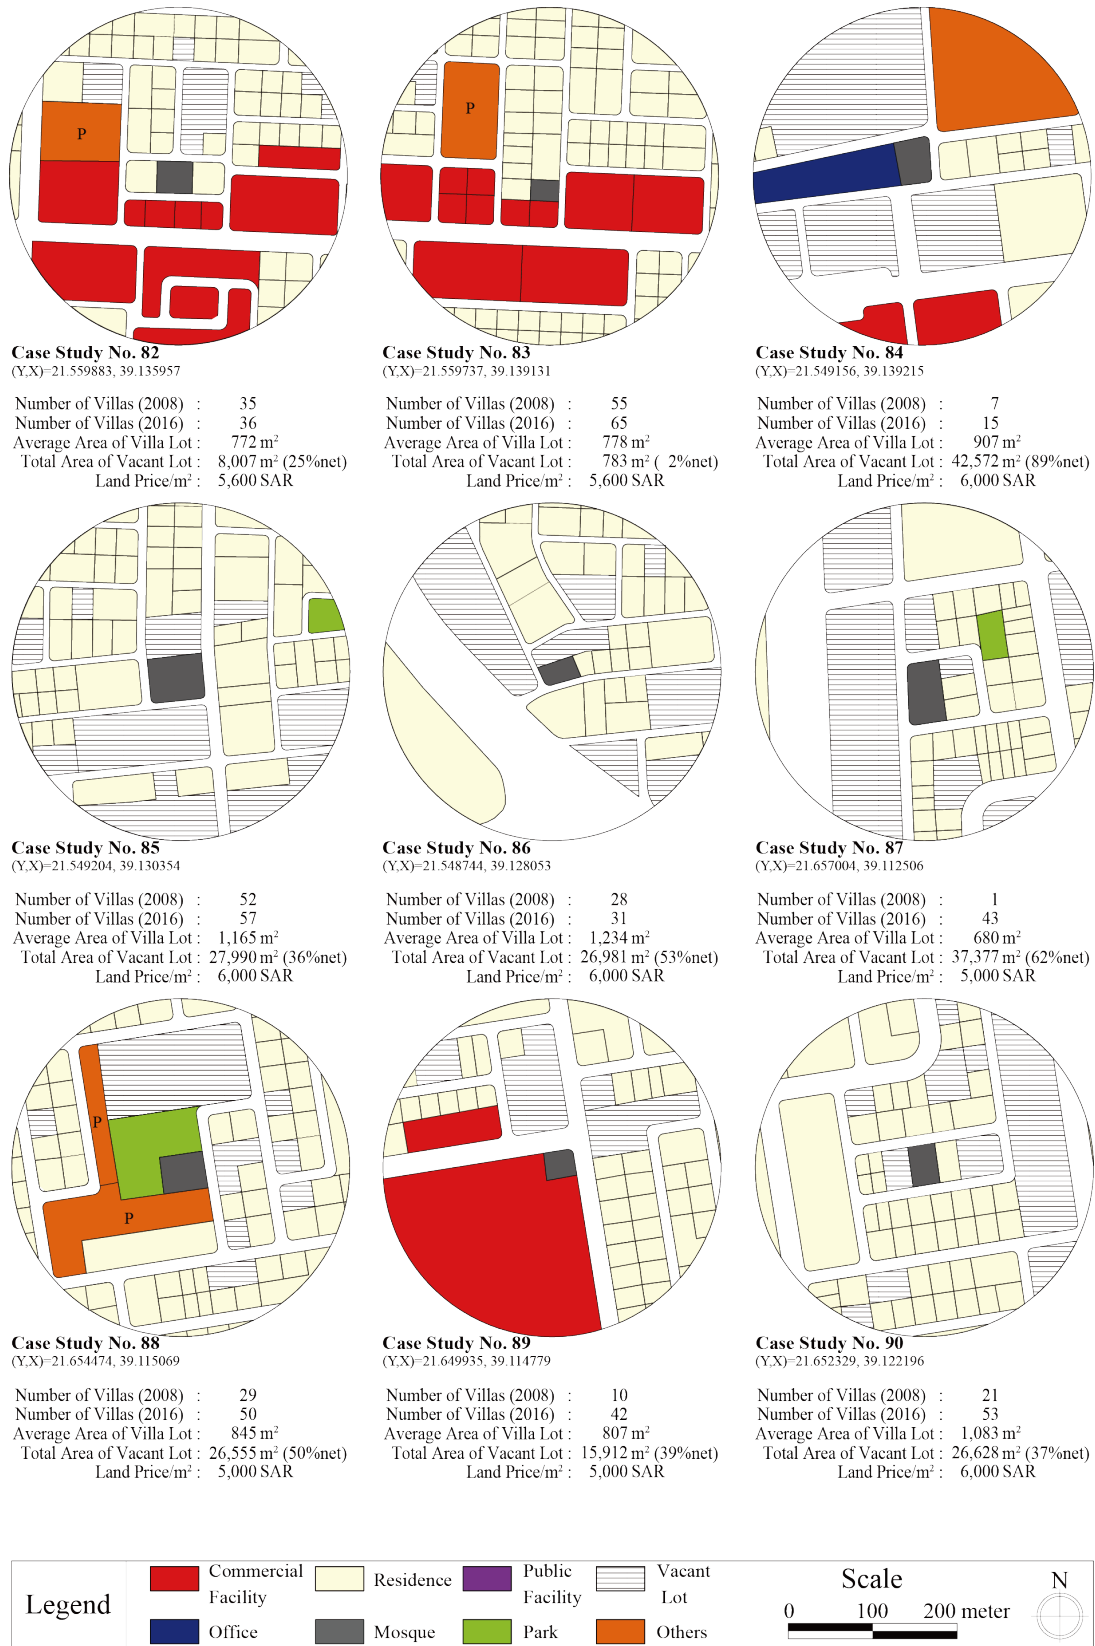 P
P
Case Study No. 82
(Y,X)=21.559883, 39.135957
Number of Villas (2008) : 35
Number of Villas (2016) : 36
Average Area of Villa Lot : 772 m²
Total Area of Vacant Lot : 8,007 m² (25%net)
Land Price/m² : 5,600 SAR
Case Study No. 83
(Y,X)=21.559737, 39.139131
Number of Villas (2008) : 55
Number of Villas (2016) : 65
Average Area of Villa Lot : 778 m²
Total Area of Vacant Lot : 783 m² ( 2%net)
Land Price/m² : 5,600 SAR
Case Study No. 84
(Y,X)=21.549156, 39.139215
Number of Villas (2008) : 7
Number of Villas (2016) : 15
Average Area of Villa Lot : 907 m²
Total Area of Vacant Lot : 42,572 m² (89%net)
Land Price/m² : 6,000 SAR
Case Study No. 85
(Y,X)=21.549204, 39.130354
Number of Villas (2008) : 52
Number of Villas (2016) : 57
Average Area of Villa Lot : 1,165 m²
Total Area of Vacant Lot : 27,990 m² (36%net)
Land Price/m² : 6,000 SAR
Case Study No. 86
(Y,X)=21.548744, 39.128053
Number of Villas (2008) : 28
Number of Villas (2016) : 31
Average Area of Villa Lot : 1,234 m²
Total Area of Vacant Lot : 26,981 m² (53%net)
Land Price/m² : 6,000 SAR
Case Study No. 87
(Y,X)=21.657004, 39.112506
Number of Villas (2008) : 1
Number of Villas (2016) : 43
Average Area of Villa Lot : 680 m²
Total Area of Vacant Lot : 37,377 m² (62%net)
Land Price/m² : 5,000 SAR
P
P
Case Study No. 88
(Y,X)=21.654474, 39.115069
Number of Villas (2008) : 29
Number of Villas (2016) : 50
Average Area of Villa Lot : 845 m²
Total Area of Vacant Lot : 26,555 m² (50%net)
Land Price/m² : 5,000 SAR
Case Study No. 89
(Y,X)=21.649935, 39.114779
Number of Villas (2008) : 10
Number of Villas (2016) : 42
Average Area of Villa Lot : 807 m²
Total Area of Vacant Lot : 15,912 m² (39%net)
Land Price/m² : 5,000 SAR
Case Study No. 90
(Y,X)=21.652329, 39.122196
Number of Villas (2008) : 21
Number of Villas (2016) : 53
Average Area of Villa Lot : 1,083 m²
Total Area of Vacant Lot : 26,628 m² (37%net)
Land Price/m² : 6,000 SAR
Legend
Commercial
Facility
Residence
Public
Facility
Vacant
Lot
Office
Mosque
Park
Others
Scale
0 100 200 meter
N